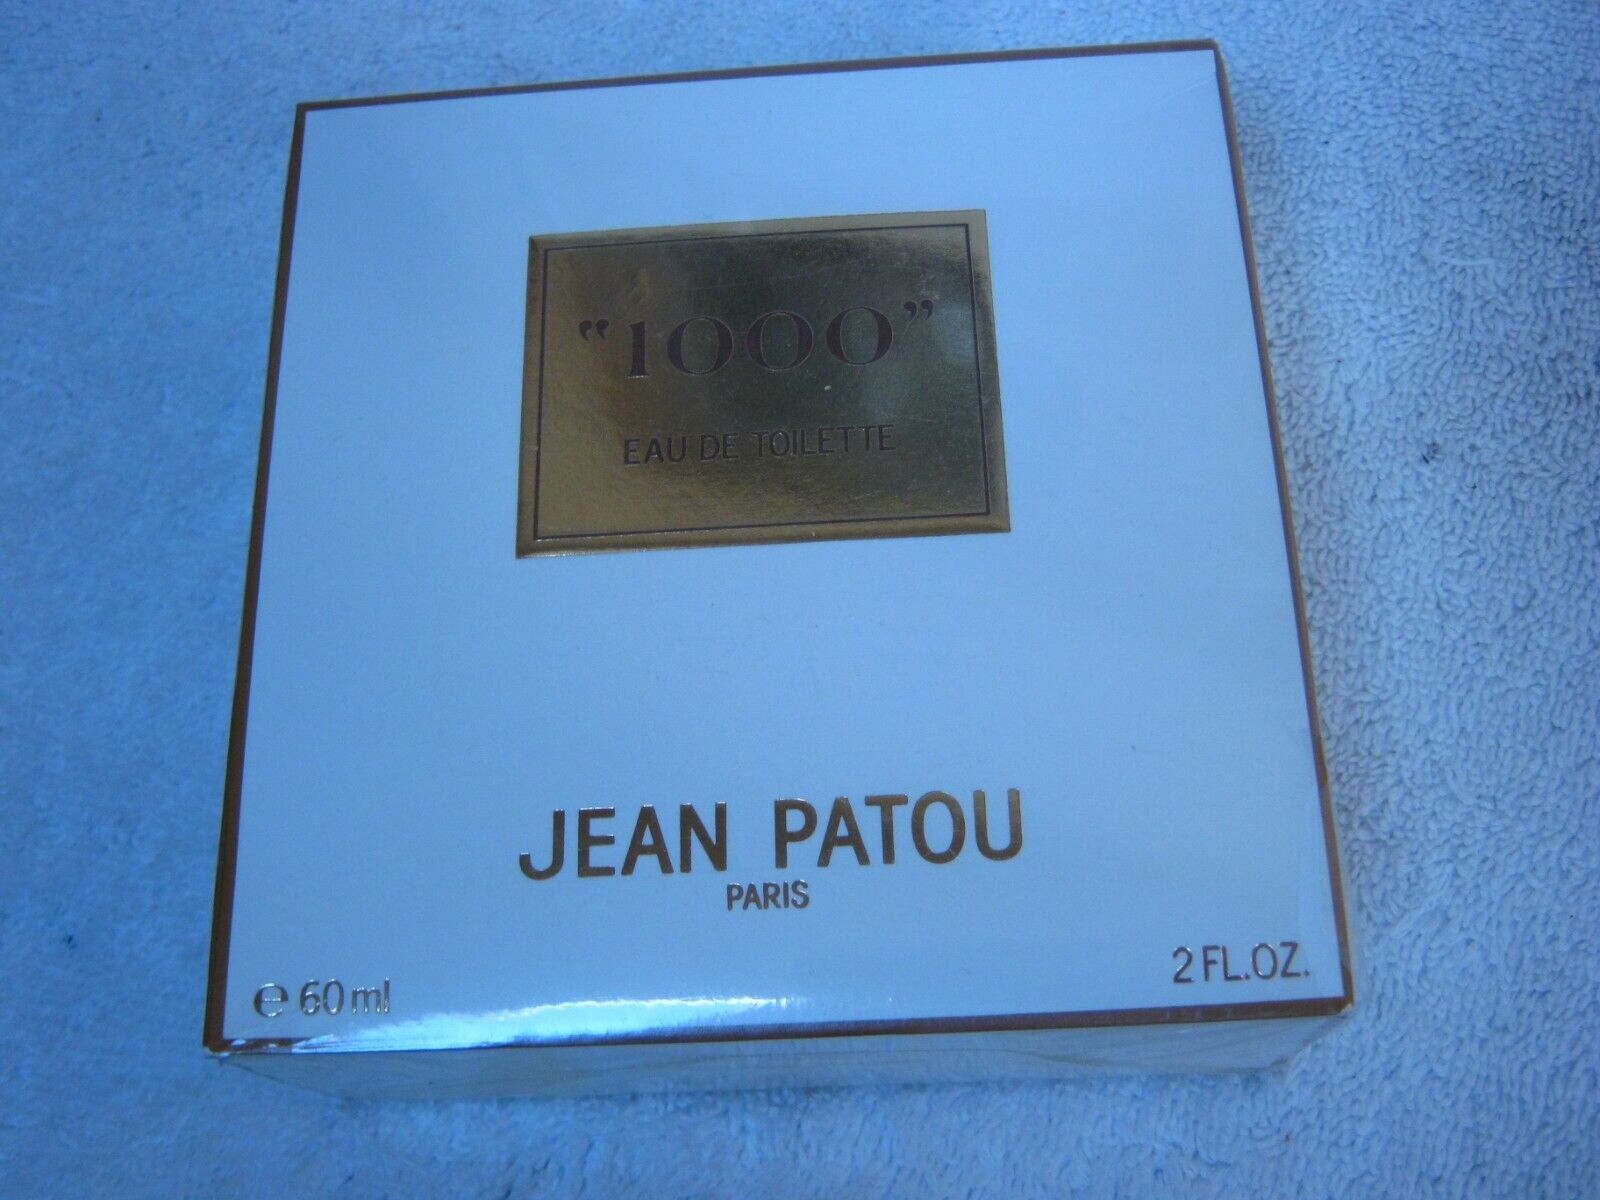 “1000”
EAU DE TOILETTE
JEAN PATOU
PARIS
℮ 60 ml
2 FL.OZ.